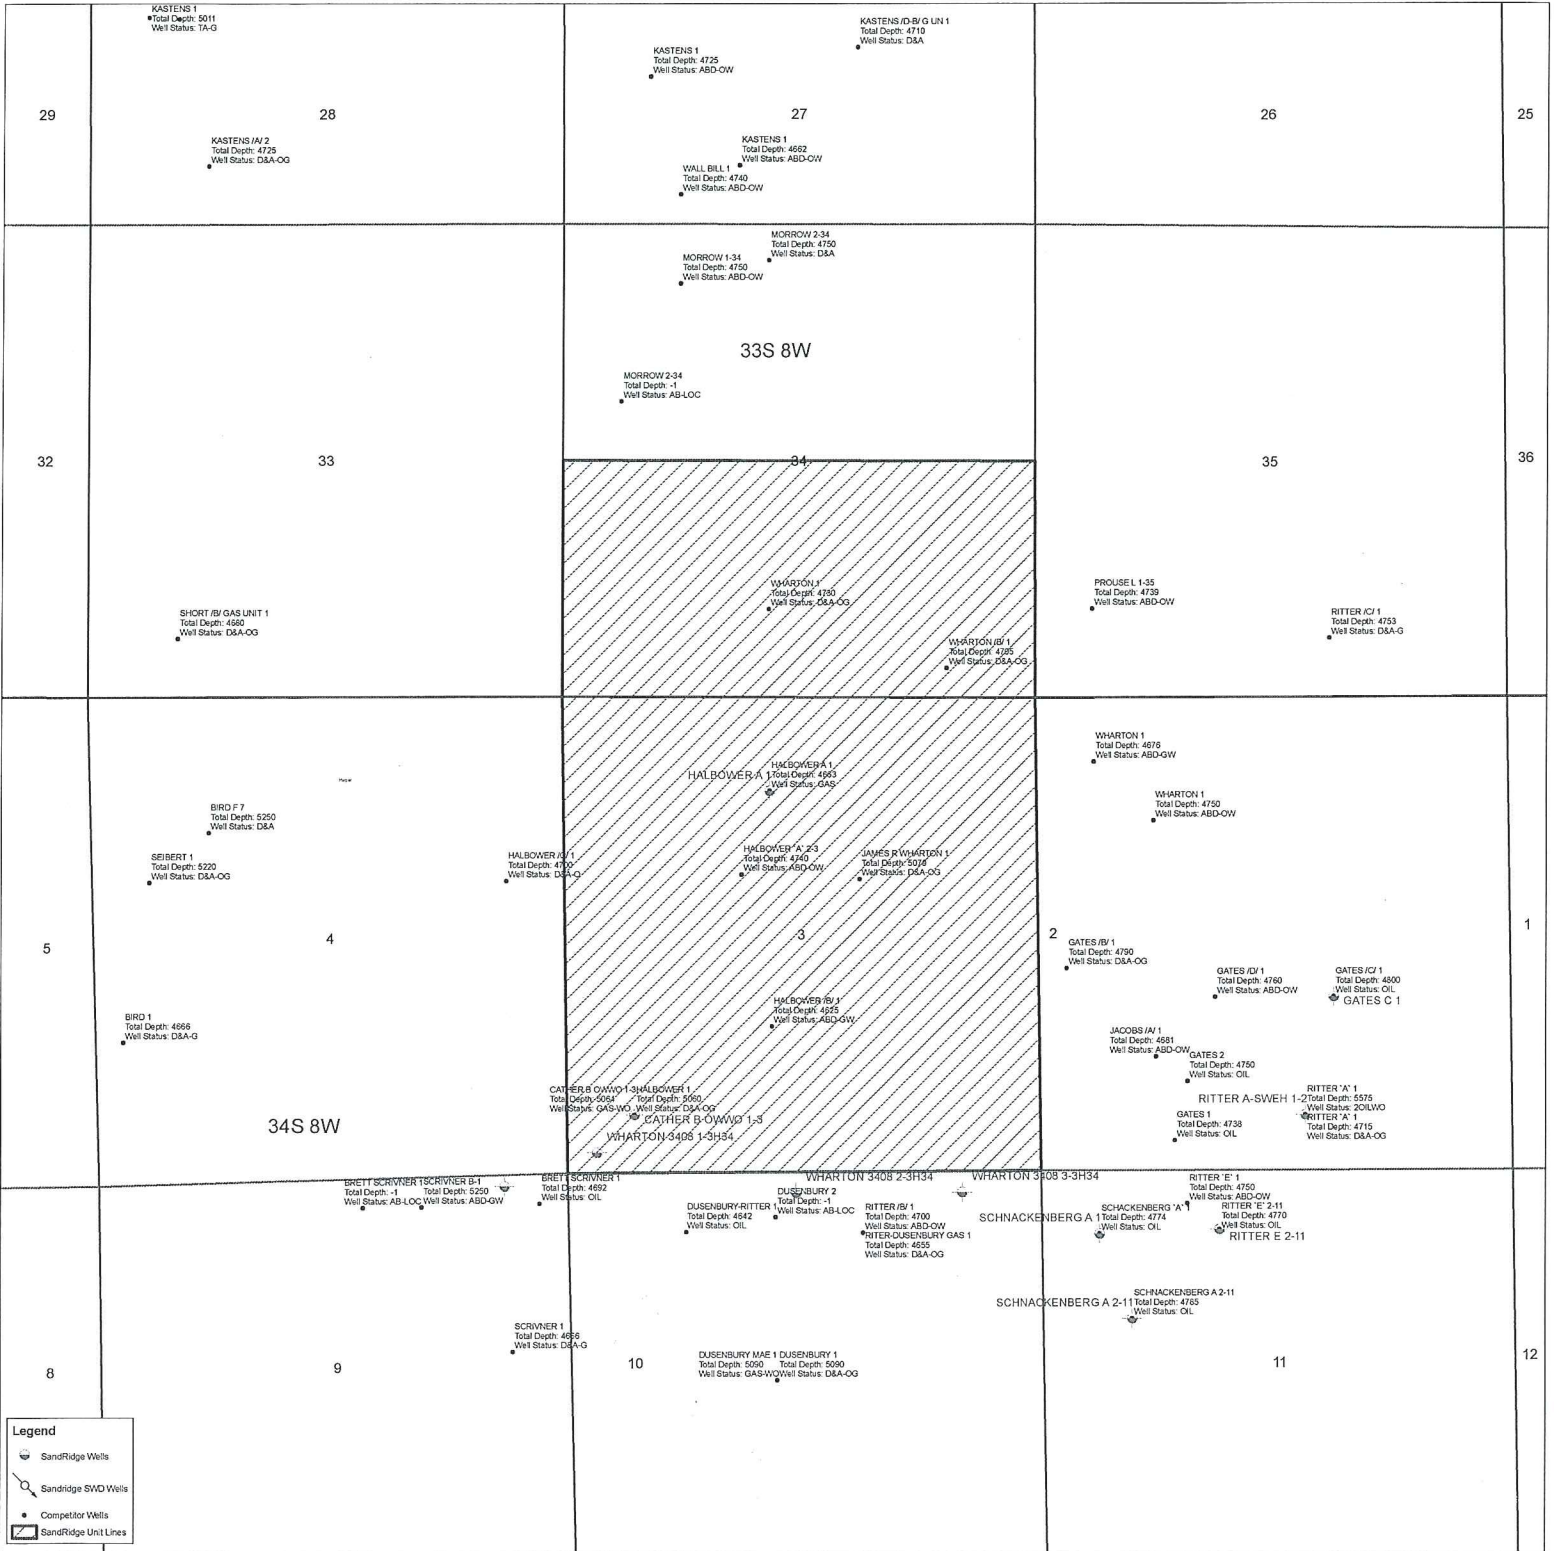 KASTENS 1
Total Depth: 5011
Well Status: TA-G
KASTENS /D-B/ G UN 1
Total Depth: 4710
Well Status: D&A
KASTENS 1
Total Depth: 4725
Well Status: ABD-OW
29
28
27
26
25
KASTENS /A/ 2
Total Depth: 4725
Well Status: D&A-OG
KASTENS 1
Total Depth: 4662
Well Status: ABD-OW
WALL BILL 1
Total Depth: 4740
Well Status: ABD-OW
MORROW 2-34
Total Depth: 4750
Well Status: D&A
MORROW 1-34
Total Depth: 4750
Well Status: ABD-OW
33S 8W
MORROW 2-34
Total Depth: -1
Well Status: AB-LOC
32
33
34
35
36
WHARTON 1
Total Depth: 4730
Well Status: D&A-OG
PROUSE L 1-35
Total Depth: 4739
Well Status: ABD-OW
SHORT /B/ GAS UNIT 1
Total Depth: 4680
Well Status: D&A-OG
RITTER /C/ 1
Total Depth: 4753
Well Status: D&A-G
WHARTON /B/ 1
Total Depth: 4795
Well Status: D&A-OG
WHARTON 1
Total Depth: 4676
Well Status: ABD-GW
HALBOWER A 1
HALBOWER A 1
Total Depth: 4663
Well Status: GAS
Harper
WHARTON 1
Total Depth: 4750
Well Status: ABD-OW
BIRD F 7
Total Depth: 5250
Well Status: D&A
SEIBERT 1
Total Depth: 5220
Well Status: D&A-OG
HALBOWER /C/ 1
Total Depth: 4700
Well Status: D&A-O
HALBOWER 'A' 2-3
Total Depth: 4740
Well Status: ABD-OW
JAMES R WHARTON 1
Total Depth: 5079
Well Status: D&A-OG
5
4
3
2
1
GATES /B/ 1
Total Depth: 4790
Well Status: D&A-OG
GATES /D/ 1
Total Depth: 4760
Well Status: ABD-OW
GATES /C/ 1
Total Depth: 4800
Well Status: OIL
GATES C 1
HALBOWER /B/ 1
Total Depth: 4625
Well Status: ABD-GW
BIRD 1
Total Depth: 4666
Well Status: D&A-G
JACOBS /A/ 1
Total Depth: 4681
Well Status: ABD-OW
GATES 2
Total Depth: 4750
Well Status: OIL
CATHER B OWWO 1-3
Total Depth: 5064
Well Status: GAS-WO
HALBOWER 1
Total Depth: 5060
Well Status: D&A-OG
CATHER B OWWO 1-3
RITTER A-SWEH 1-2
RITTER 'A' 1
Total Depth: 5575
Well Status: 2OILWO
RITTER 'A' 1
Total Depth: 4715
Well Status: D&A-OG
34S 8W
GATES 1
Total Depth: 4738
Well Status: OIL
WHARTON 3408 1-3H34
BRETT SCRIVNER 1
Total Depth: -1
Well Status: AB-LOC
SCRIVNER B-1
Total Depth: 5250
Well Status: ABD-GW
BRETT SCRIVNER 1
Total Depth: 4692
Well Status: OIL
WHARTON 3408 2-3H34
WHARTON 3408 3-3H34
DUSENBURY 2
Total Depth: -1
Well Status: AB-LOC
DUSENBURY-RITTER 1
Total Depth: 4642
Well Status: OIL
RITTER /B/ 1
Total Depth: 4700
Well Status: ABD-OW
RITER-DUSENBURY GAS 1
Total Depth: 4655
Well Status: D&A-OG
SCHNACKENBERG A 1
SCHACKENBERG 'A' 1
Total Depth: 4774
Well Status: OIL
RITTER 'E' 1
Total Depth: 4750
Well Status: ABD-OW
RITTER 'E' 2-11
Total Depth: 4770
Well Status: OIL
RITTER E 2-11
SCHNACKENBERG A 2-11
SCHNACKENBERG A 2-11
Total Depth: 4765
Well Status: OIL
SCRIVNER 1
Total Depth: 4666
Well Status: D&A-G
DUSENBURY MAE 1
Total Depth: 5090
Well Status: GAS-WO
DUSENBURY 1
Total Depth: 5090
Well Status: D&A-OG
8
9
10
11
12
Legend
SandRidge Wells
Sandridge SWD Wells
Competitor Wells
SandRidge Unit Lines